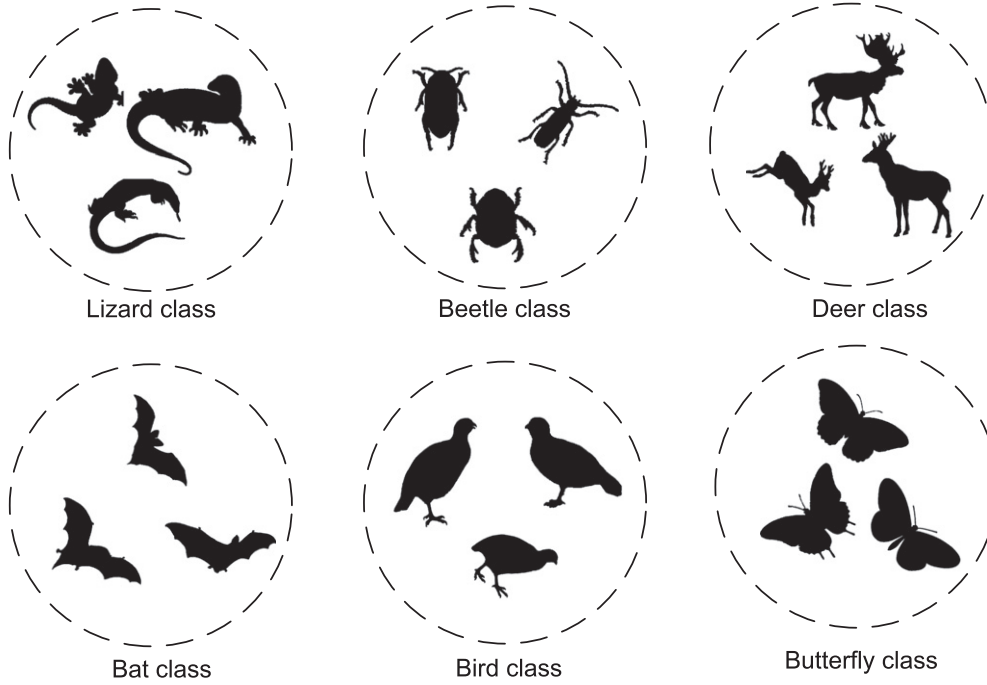 Lizard class
Beetle class
Deer class
Bat class
Bird class
Butterfly class